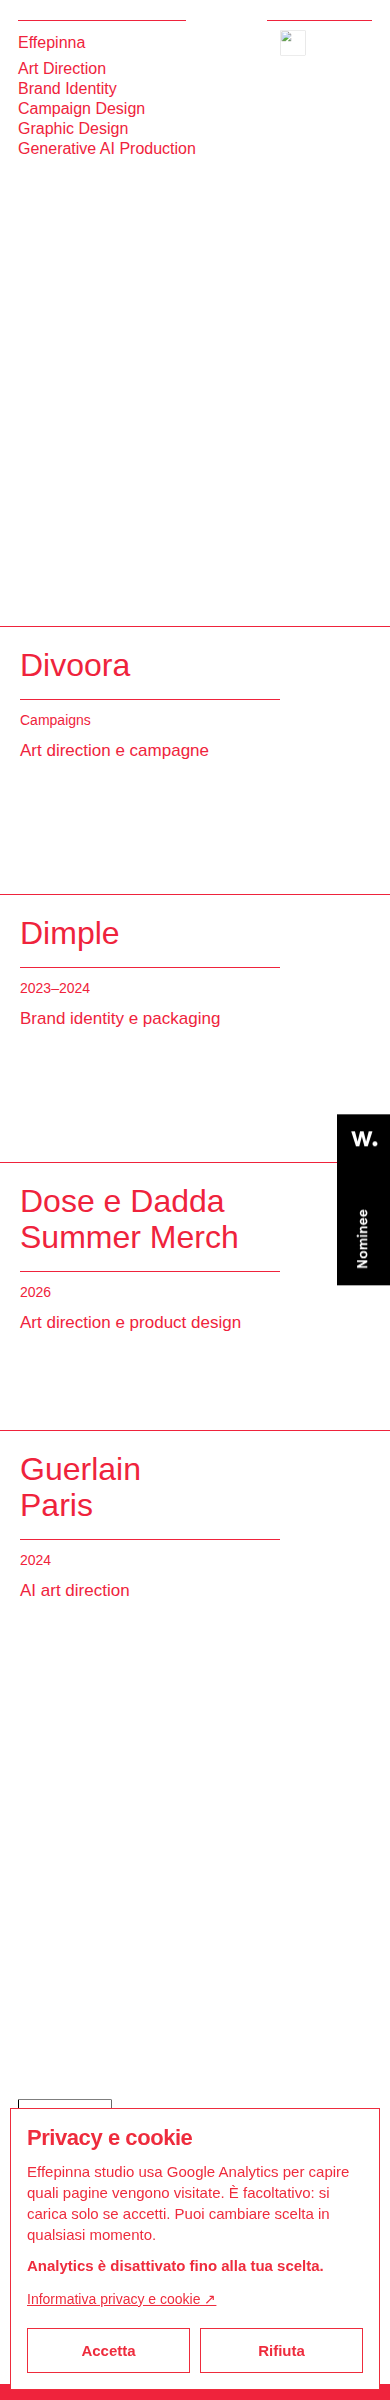 Effepinna
Art Direction
Brand Identity
Campaign Design
Graphic Design
Generative AI Production
Divoora
Campaigns
Art direction e campagne
Dimple
2023–2024
Brand identity e packaging
W.
Nominee
Dose e Dadda
Summer Merch
2026
Art direction e product design
Guerlain
Paris
2024
AI art direction
Privacy e cookie
Effepinna studio usa Google Analytics per capire
quali pagine vengono visitate. È facoltativo: si
carica solo se accetti. Puoi cambiare scelta in
qualsiasi momento.
Analytics è disattivato fino alla tua scelta.
Informativa privacy e cookie ↗
Accetta
Rifiuta